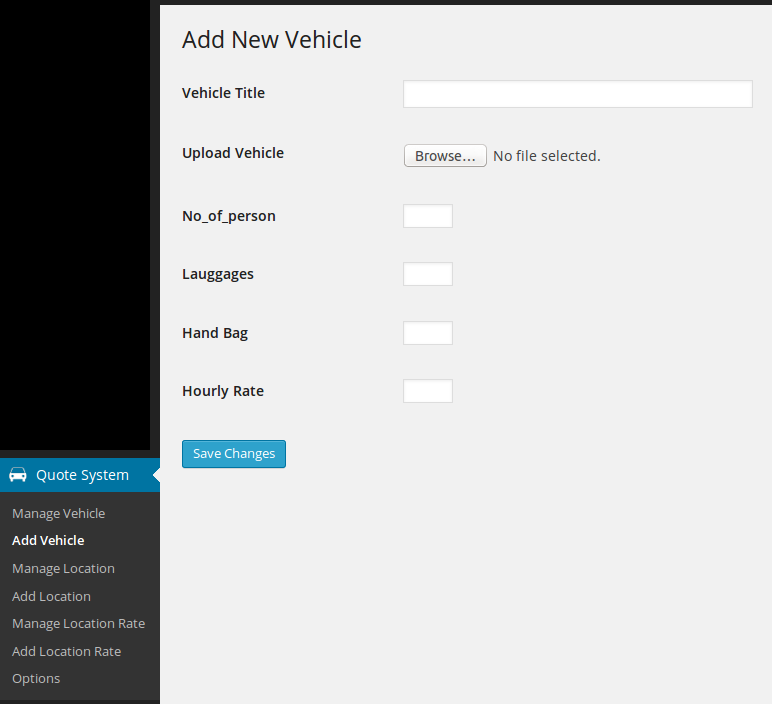 Add New Vehicle
Vehicle Title
Upload Vehicle Browse... No file selected.
No_of_person
Lauggages
Hand Bag
Hourly Rate
Save Changes
Quote System
Manage Vehicle
Add Vehicle
Manage Location
Add Location
Manage Location Rate
Add Location Rate
Options